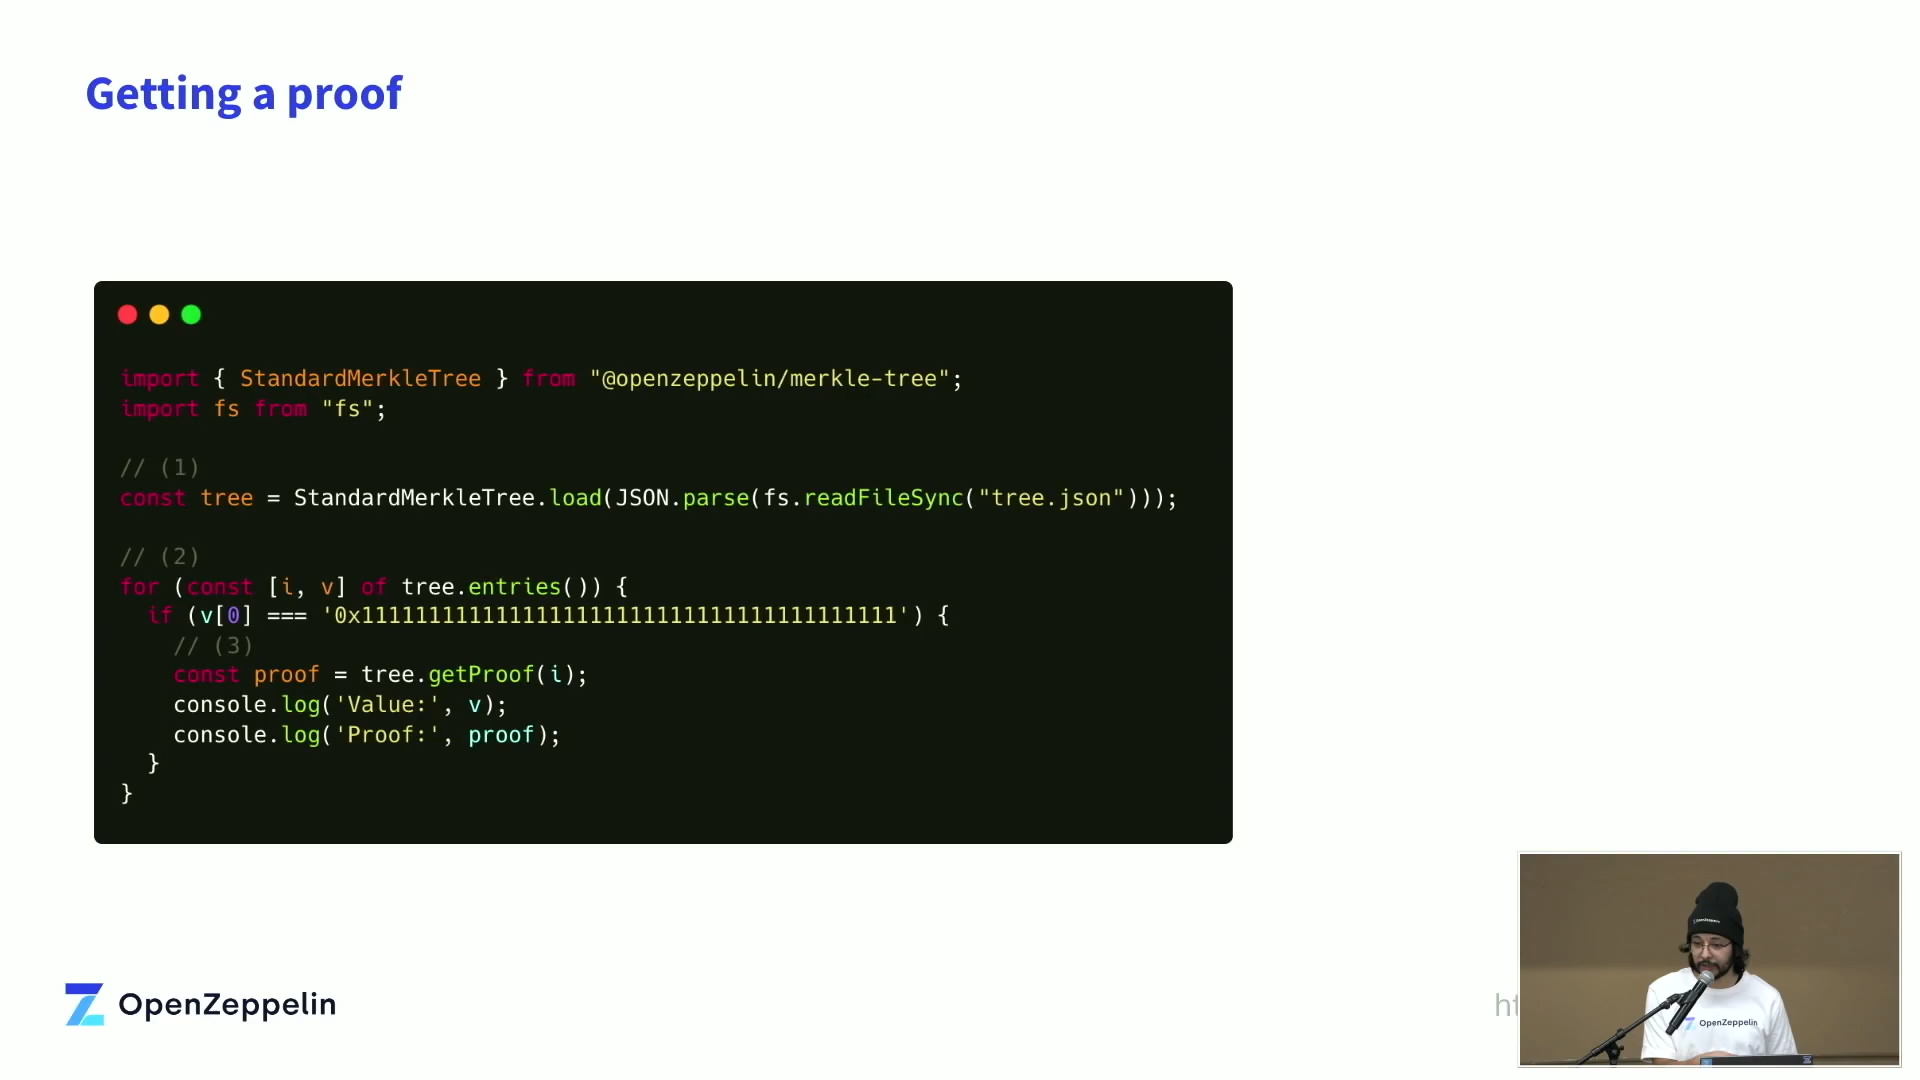 Getting a proof
import { StandardMerkleTree } from "@openzeppelin/merkle-tree";
import fs from "fs";
// (1)
const tree = StandardMerkleTree.load(JSON.parse(fs.readFileSync("tree.json")));
// (2)
for (const [i, v] of tree.entries()) {
if (v[0] === '0x1111111111111111111111111111111111111111') {
// (3)
const proof = tree.getProof(i);
console.log('Value:', v);
console.log('Proof:', proof);
}
}
OpenZeppelin
OpenZeppelin